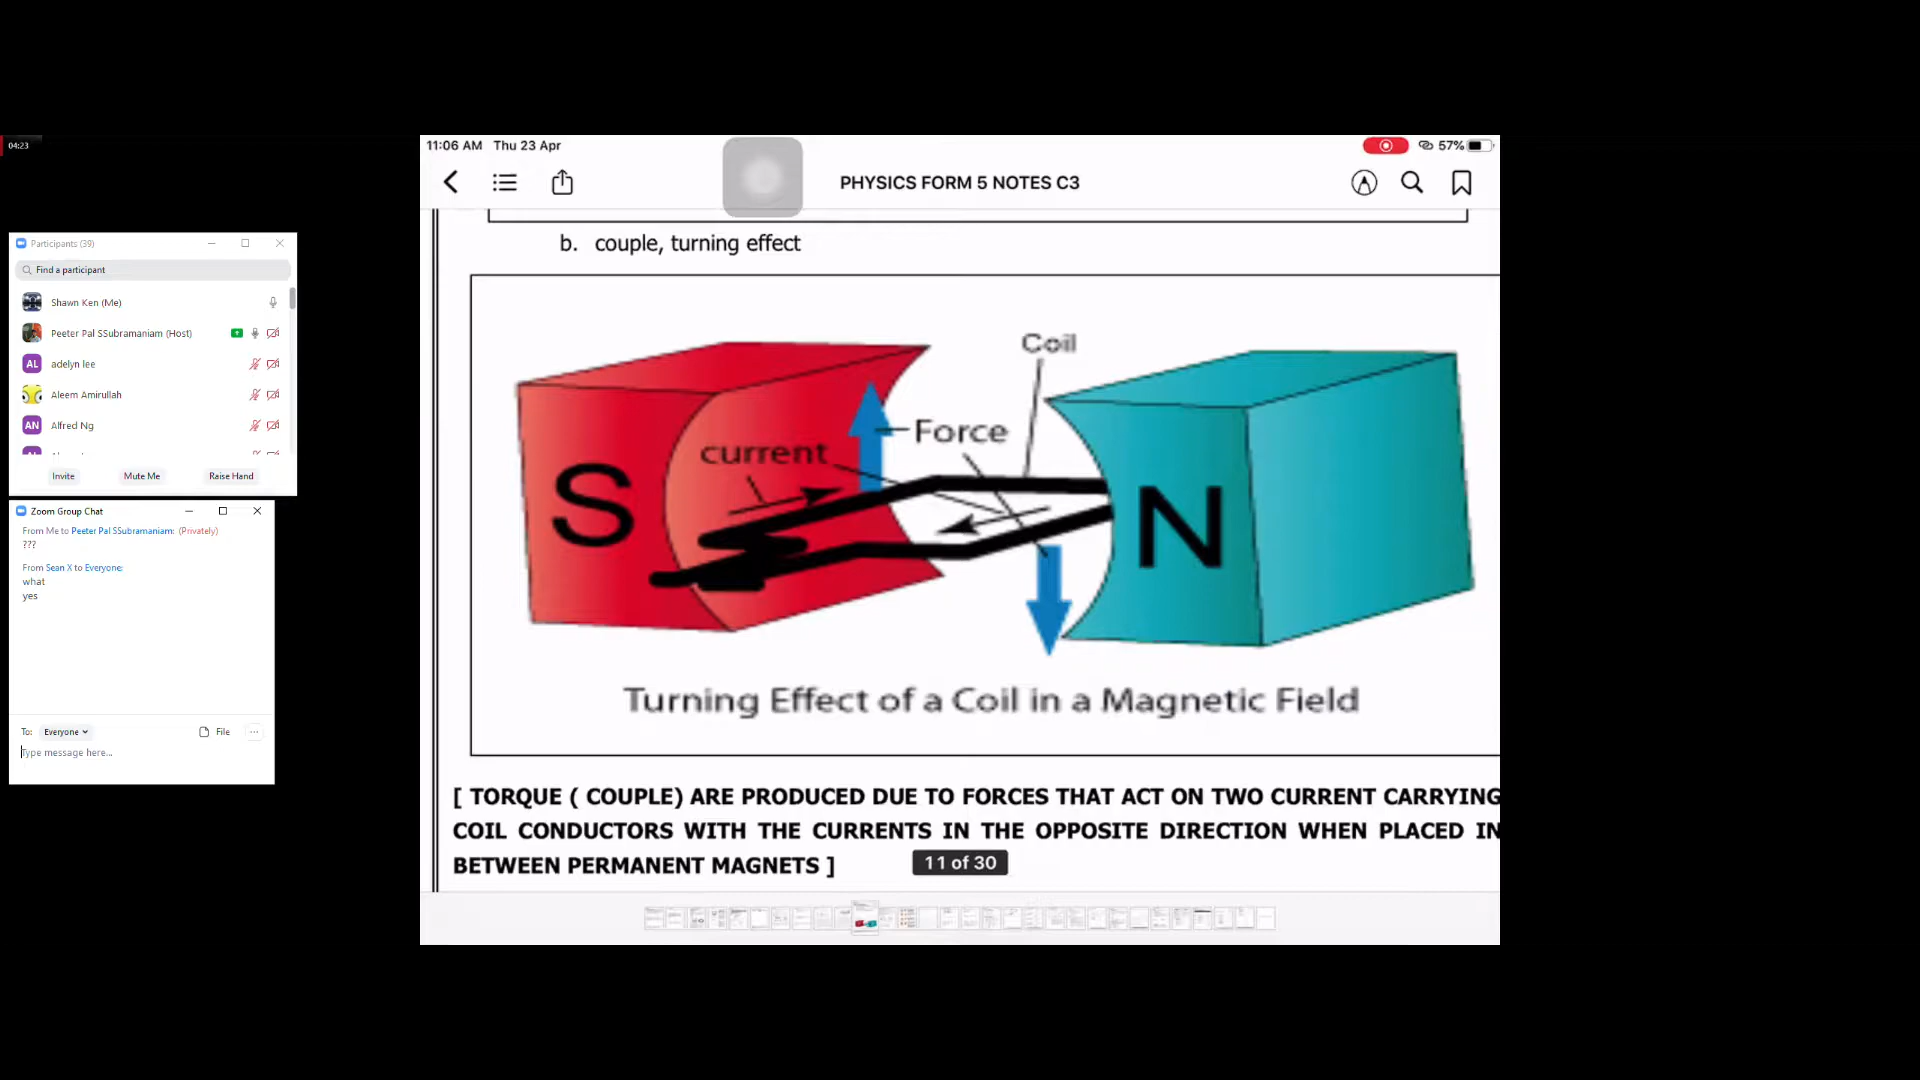 04:23
Participants (39)
Find a participant
Shawn Ken (Me)
Peeter Pal SSubramaniam (Host)
AL adelyn lee
Aleem Amirullah
AN Alfred Ng
Invite Mute Me Raise Hand
Zoom Group Chat
From Me to Peeter Pal SSubramaniam: (Privately)
???
From Sean X to Everyone:
what
yes
To: Everyone File
Type message here...
11:06 AM Thu 23 Apr
57%
PHYSICS FORM 5 NOTES C3
b. couple, turning effect
Coil
Force
current
S
N
Turning Effect of a Coil in a Magnetic Field
[ TORQUE ( COUPLE) ARE PRODUCED DUE TO FORCES THAT ACT ON TWO CURRENT CARRYING
COIL CONDUCTORS WITH THE CURRENTS IN THE OPPOSITE DIRECTION WHEN PLACED IN
BETWEEN PERMANENT MAGNETS ]
11 of 30